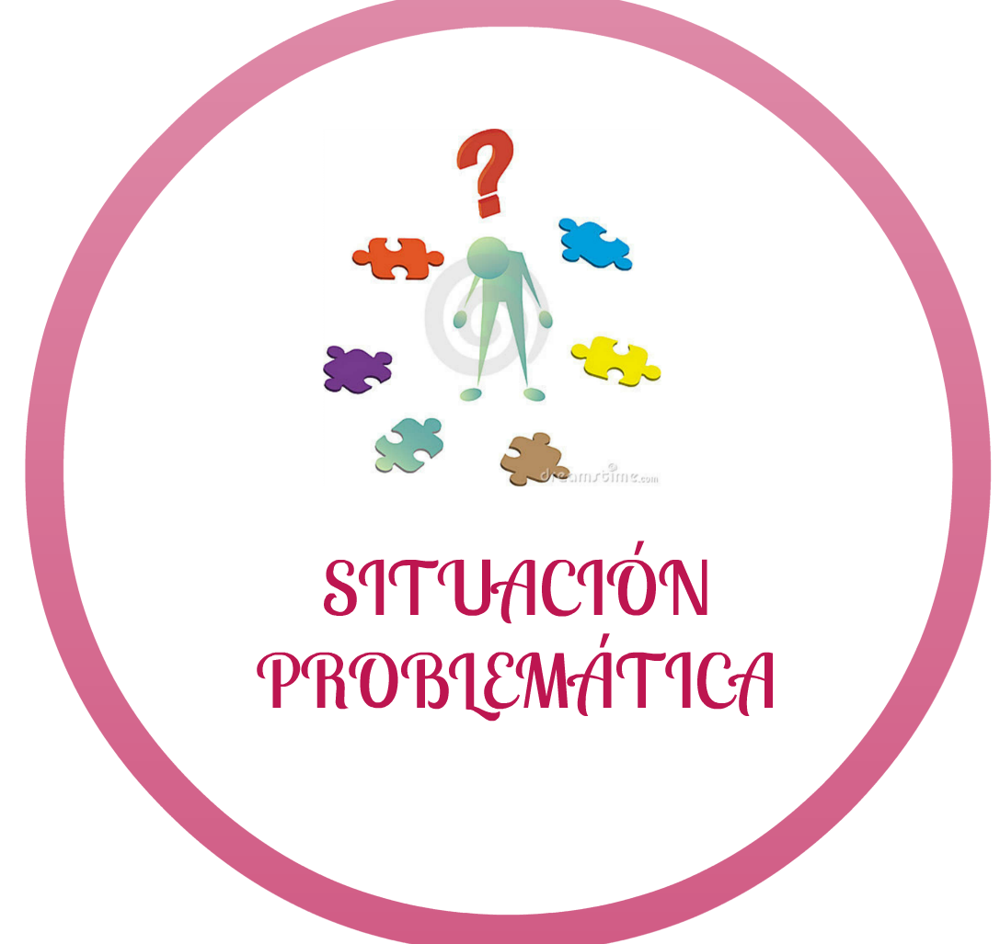 ?
dreamstime.com
SITUACIÓN
PROBLEMÁTICA